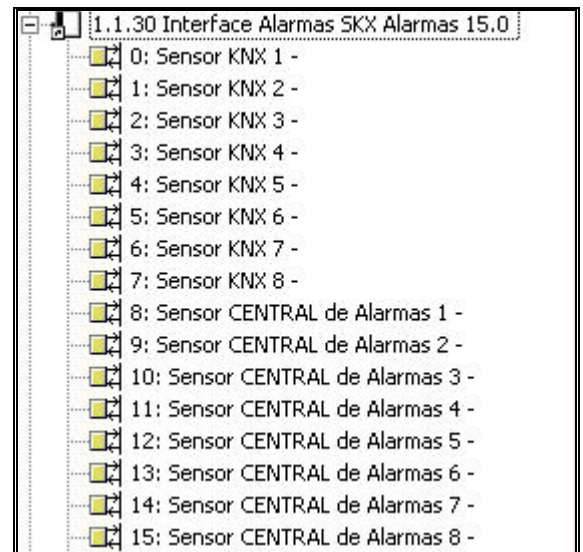 1.1.30 Interface Alarmas SKX Alarmas 15.0
0: Sensor KNX 1 -
1: Sensor KNX 2 -
2: Sensor KNX 3 -
3: Sensor KNX 4 -
4: Sensor KNX 5 -
5: Sensor KNX 6 -
6: Sensor KNX 7 -
7: Sensor KNX 8 -
8: Sensor CENTRAL de Alarmas 1 -
9: Sensor CENTRAL de Alarmas 2 -
10: Sensor CENTRAL de Alarmas 3 -
11: Sensor CENTRAL de Alarmas 4 -
12: Sensor CENTRAL de Alarmas 5 -
13: Sensor CENTRAL de Alarmas 6 -
14: Sensor CENTRAL de Alarmas 7 -
15: Sensor CENTRAL de Alarmas 8 -